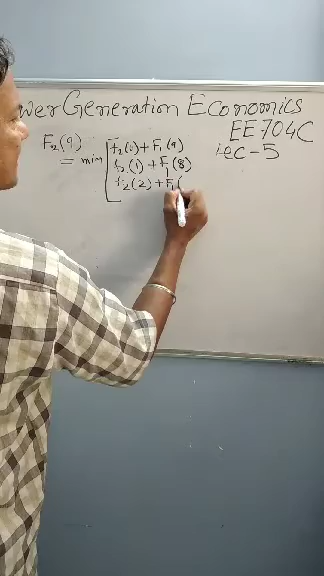 wer Generation Economics
EE 704C
lec-5
F₂(9)
= min [ f₂(0) + F₁(9)
f₂(1) + F₁(8)
f₂(2) + F₁(